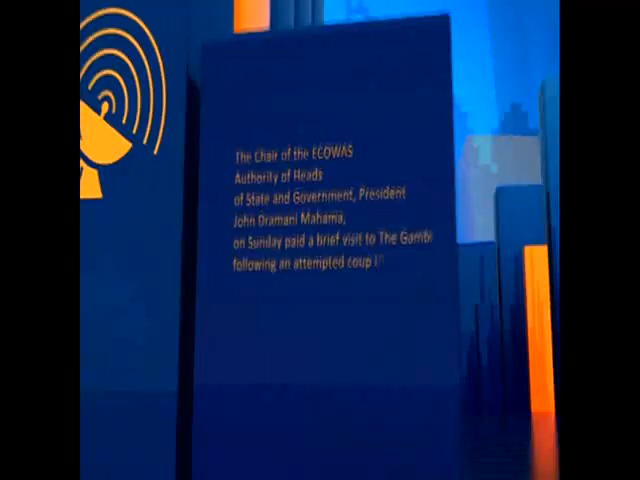 The Chair of the ECOWAS
Authority of Heads
of State and Government, President
John Dramani Mahama,
on Sunday paid a brief visit to The Gambi
following an attempted coup i